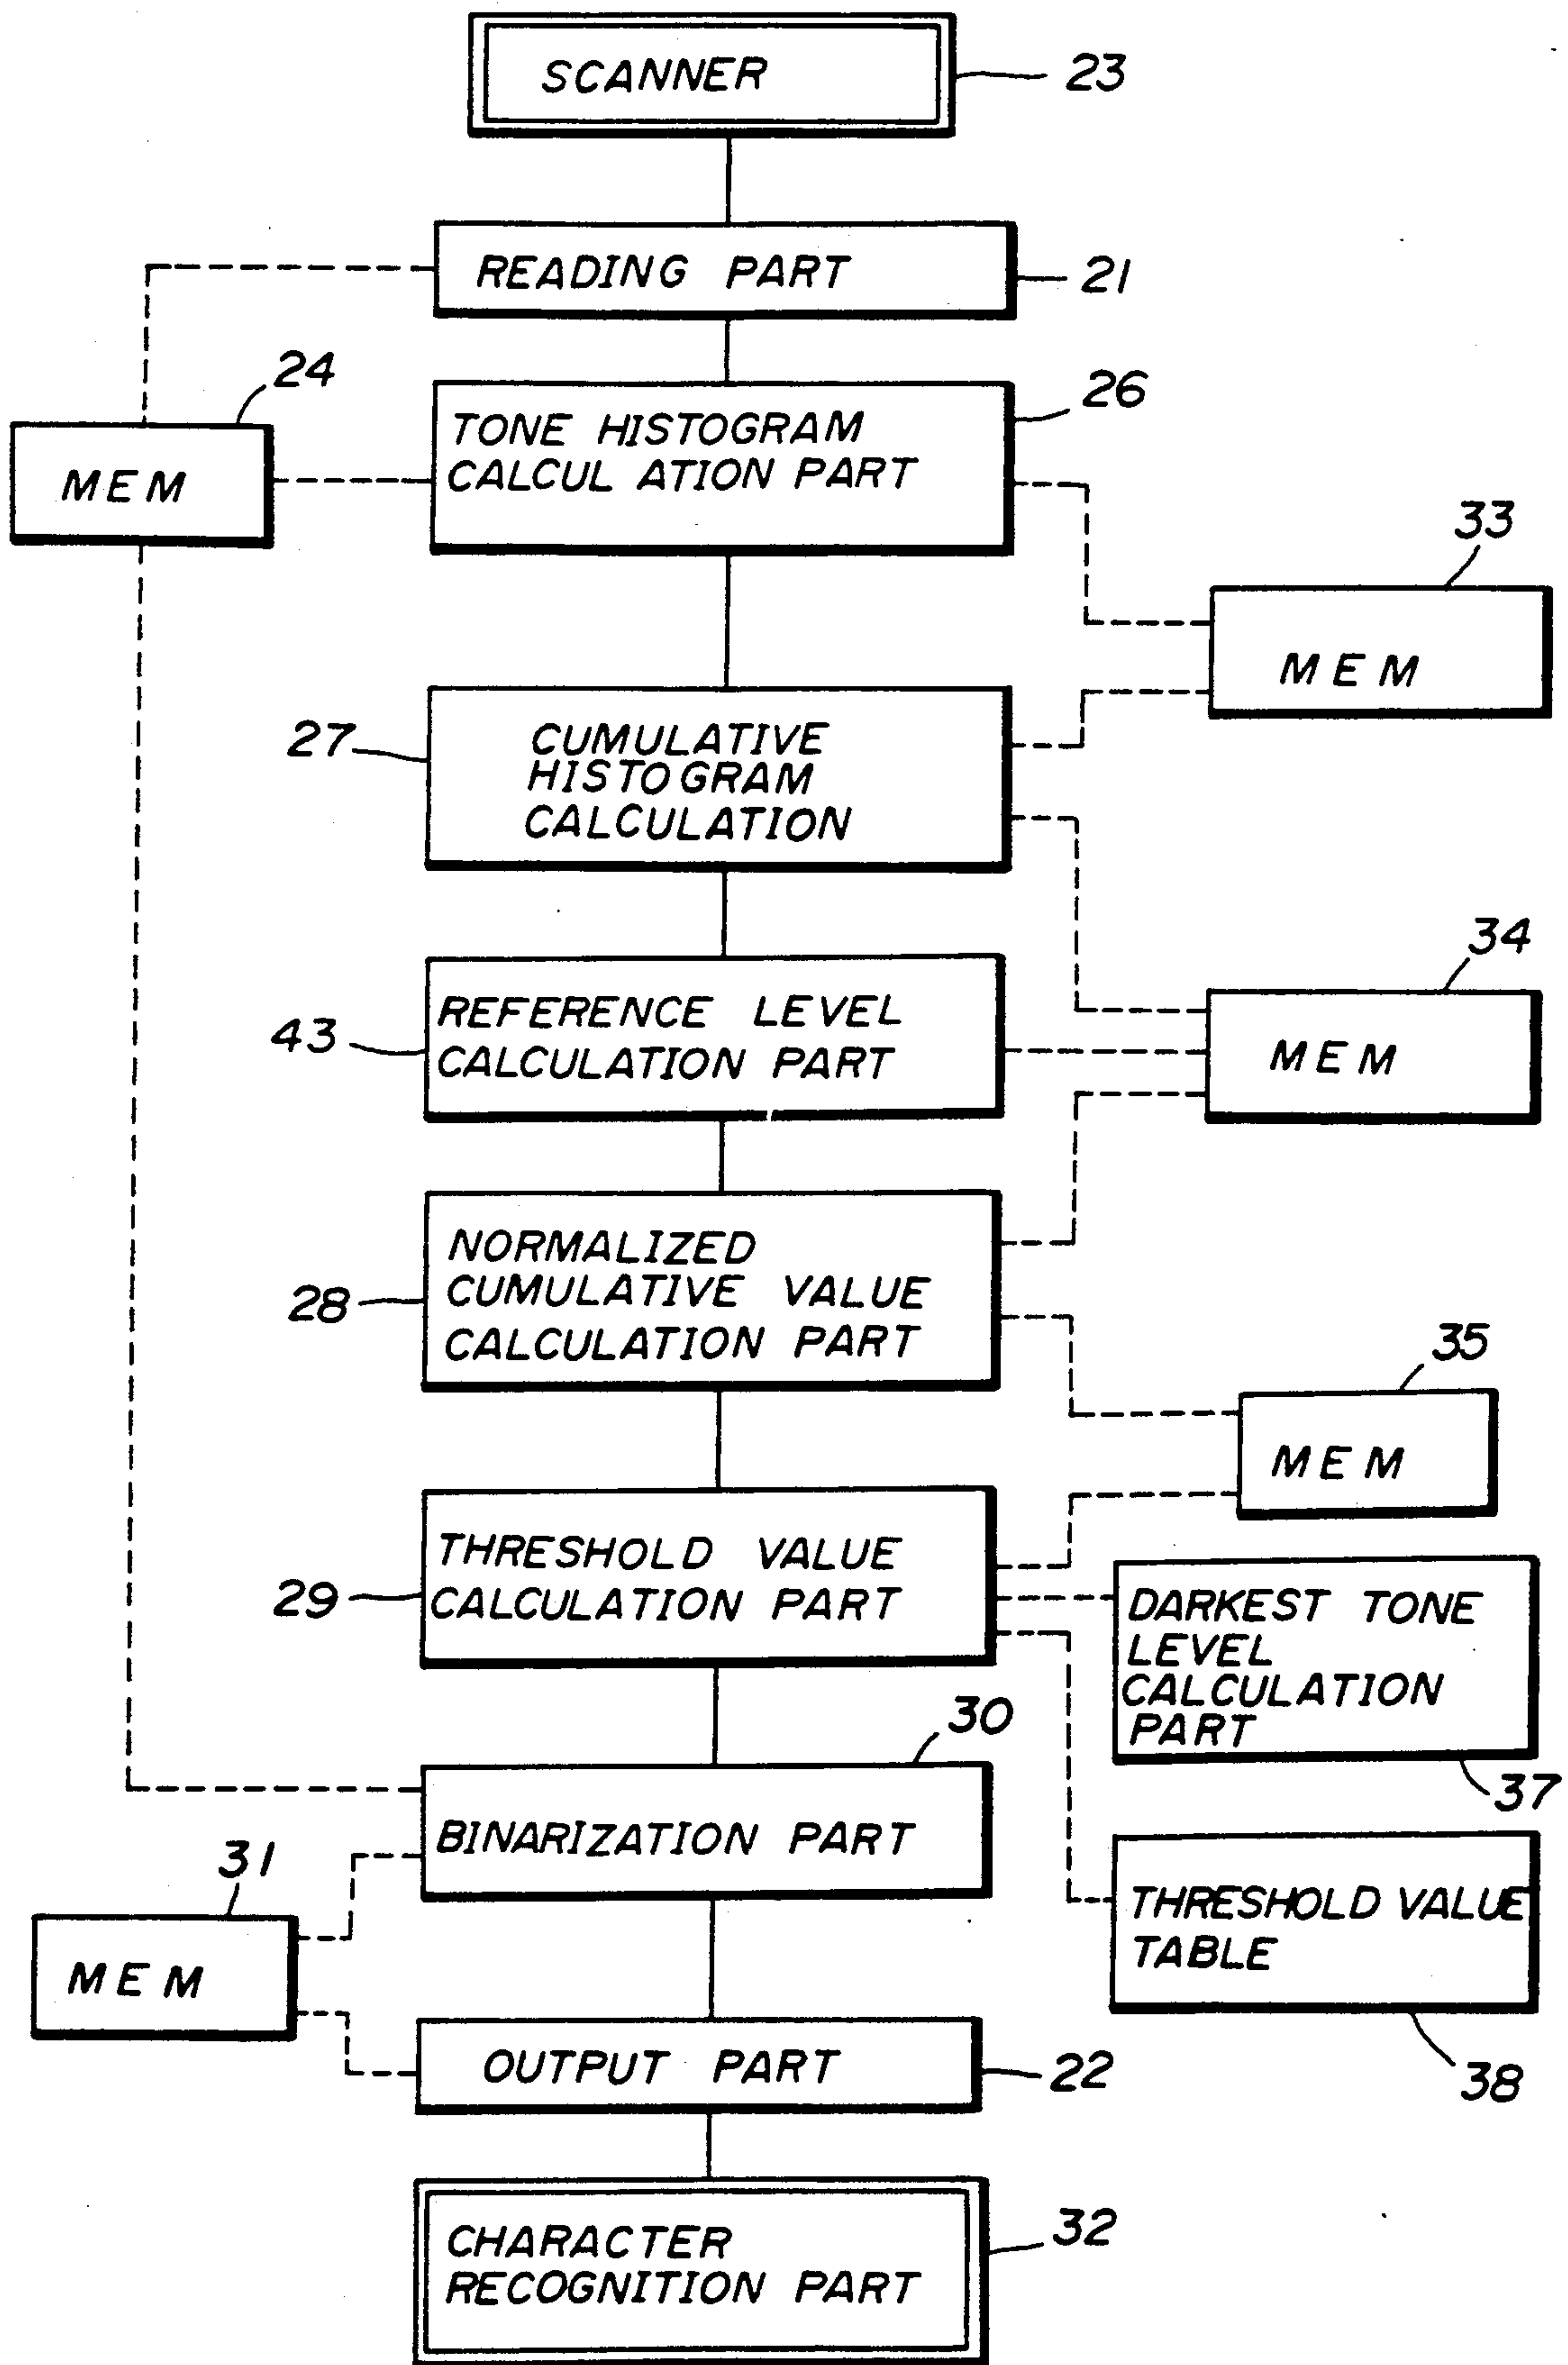 SCANNER
23
READING PART
21
24
MEM
TONE HISTOGRAM
CALCUL ATION PART
26
33
MEM
27
CUMULATIVE
HISTOGRAM
CALCULATION
34
MEM
43
REFERENCE LEVEL
CALCULATION PART
28
NORMALIZED
CUMULATIVE VALUE
CALCULATION PART
35
MEM
29
THRESHOLD VALUE
CALCULATION PART
DARKEST TONE
LEVEL
CALCULATION
PART
37
30
BINARIZATION PART
31
MEM
THRESHOLD VALUE
TABLE
38
OUTPUT PART
22
CHARACTER
RECOGNITION PART
32